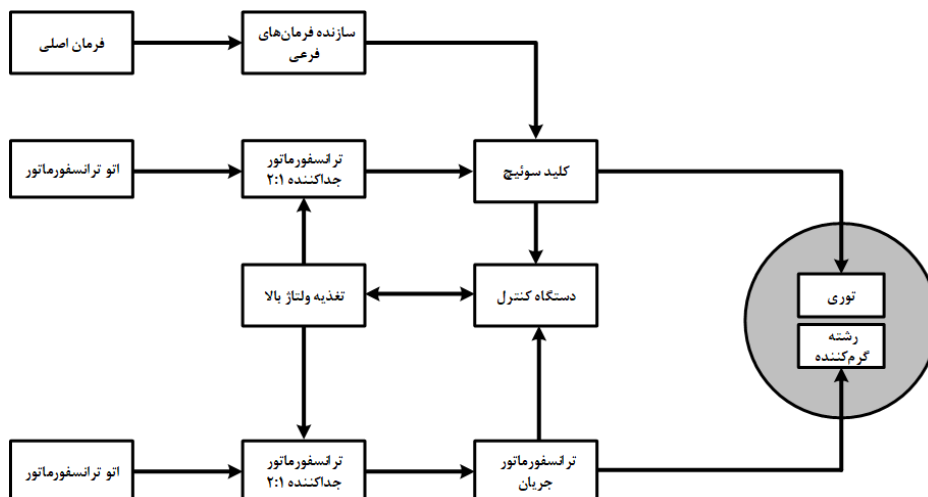 فرمان اصلی
سازنده فرمان‌های
فرعی
اتو ترانسفورماتور
ترانسفورماتور
جداکننده ۲:۱
کلید سوئیچ
تغذیه ولتاژ بالا
دستگاه کنترل
توری
رشته
گرم‌کننده
اتو ترانسفورماتور
ترانسفورماتور
جداکننده ۲:۱
ترانسفورماتور
جریان